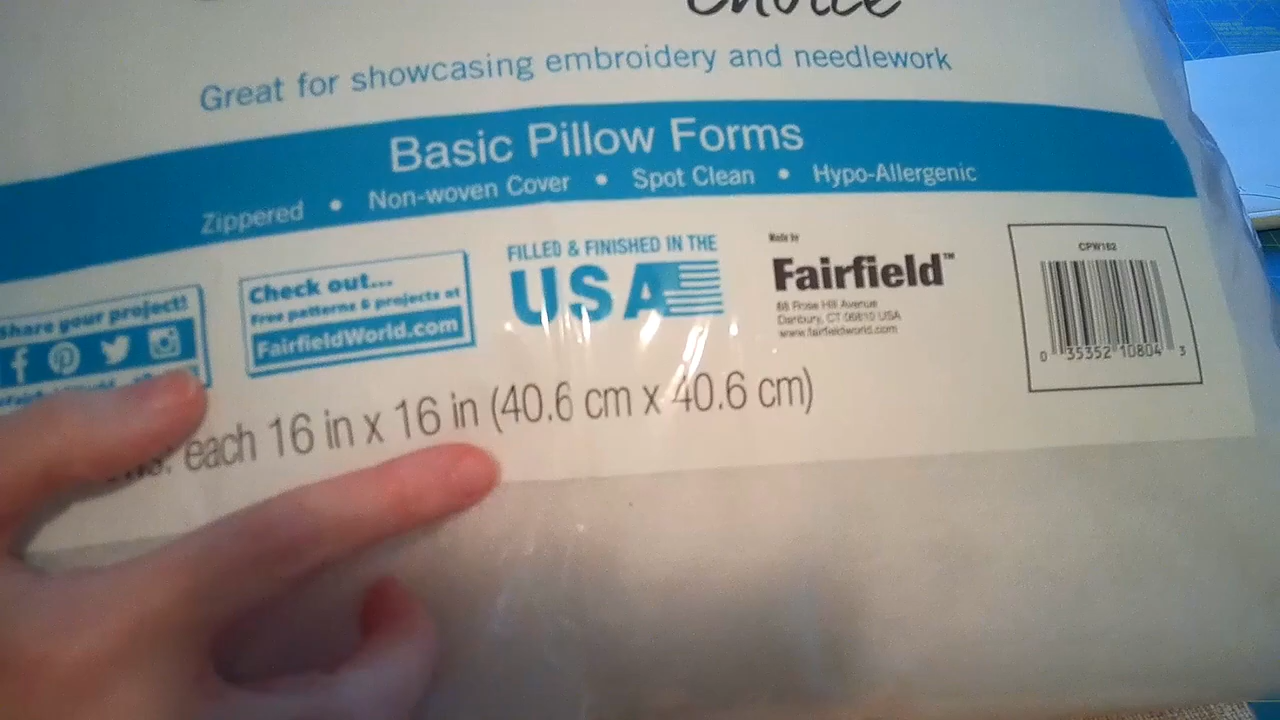 Choice
Great for showcasing embroidery and needlework
Basic Pillow Forms
Zippered • Non-woven Cover • Spot Clean • Hypo-Allergenic
Share your project!
Check out...
Free patterns & projects at
FairfieldWorld.com
FILLED & FINISHED IN THE
USA
Made by
Fairfield™
88 Rose Hill Avenue
Danbury, CT 06810 USA
www.fairfieldworld.com
CPW182
0 35352 10804 3
each 16 in x 16 in (40.6 cm x 40.6 cm)